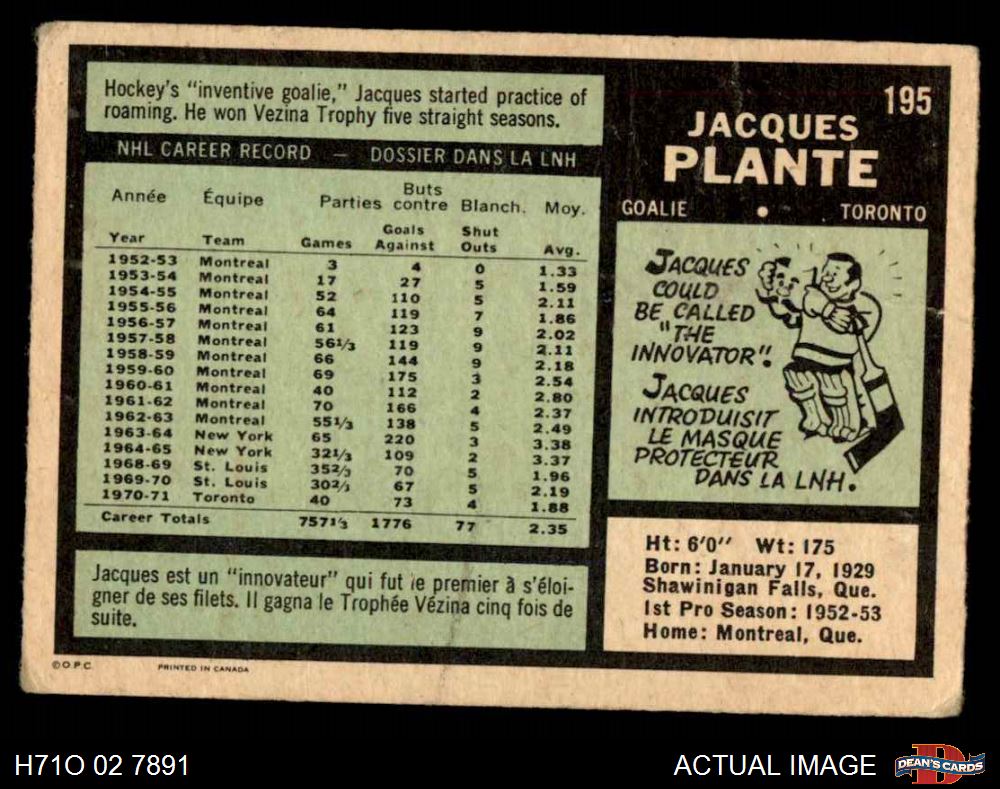 Hockey's "inventive goalie," Jacques started practice of
roaming. He won Vezina Trophy five straight seasons.
NHL CAREER RECORD — DOSSIER DANS LA LNH
Année Équipe Parties Buts contre Blanch. Moy.
Year Team Games Goals Against Shut Outs Avg.
1952-53 Montreal 3 4 0 1.33
1953-54 Montreal 17 27 5 1.59
1954-55 Montreal 52 110 5 2.11
1955-56 Montreal 64 119 7 1.86
1956-57 Montreal 61 123 9 2.02
1957-58 Montreal 56 1/3 119 9 2.11
1958-59 Montreal 66 144 9 2.18
1959-60 Montreal 69 175 3 2.54
1960-61 Montreal 40 112 2 2.80
1961-62 Montreal 70 166 4 2.37
1962-63 Montreal 55 1/3 138 5 2.49
1963-64 New York 65 220 3 3.38
1964-65 New York 32 1/3 109 2 3.37
1968-69 St. Louis 35 2/3 70 5 1.96
1969-70 St. Louis 30 2/3 67 5 2.19
1970-71 Toronto 40 73 4 1.88
Career Totals 757 1/3 1776 77 2.35
Jacques est un "innovateur" qui fut le premier à s'éloi-
gner de ses filets. Il gagna le Trophée Vézina cinq fois de
suite.
©O.P.C. PRINTED IN CANADA
195
JACQUES
PLANTE
GOALIE • TORONTO
JACQUES
COULD
BE CALLED
"THE
INNOVATOR".
JACQUES
INTRODUISIT
LE MASQUE
PROTECTEUR
DANS LA LNH.
Ht: 6'0" Wt: 175
Born: January 17, 1929
Shawinigan Falls, Que.
1st Pro Season: 1952-53
Home: Montreal, Que.
H71O 02 7891
ACTUAL IMAGE
DEAN'S CARDS